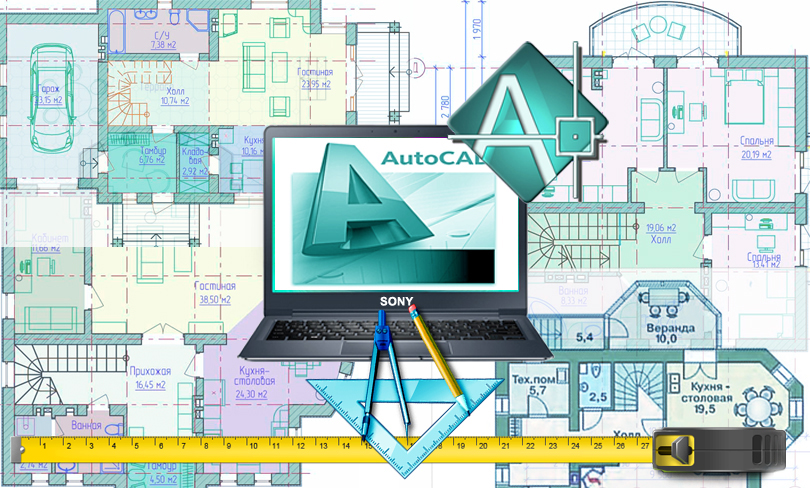 С/У
7,38 м2
Гостиная
23,95 м2
Холл
10,74 м2
гараж
23,15 м2
Тамбур
6,76 м2
Клада-
вая
2,92 м2
Кухн
10,16 м2
1 970
2 780
AutoCAD
SONY
Спальня
20,19 м2
19,06 м2
Холл
Спальня
13,41 м2
Ванная
8,33 м2
Кабинет
11,66 м2
Гостиная
38,50 м2
Прихожая
16,45 м2
Кухня-
столовая
24,30 м2
Ванная
2,74 м2
Тамбур
4,50 м2
5,4
Веранда
10,0
Тех.пом
5,7
2,5
Кухня -
столовая
19,5
Холл
1 2 3 4 5 6 7 8 9 10 11 12 13 14 15 17 18 19 20 21 22 23 24 25 26 27